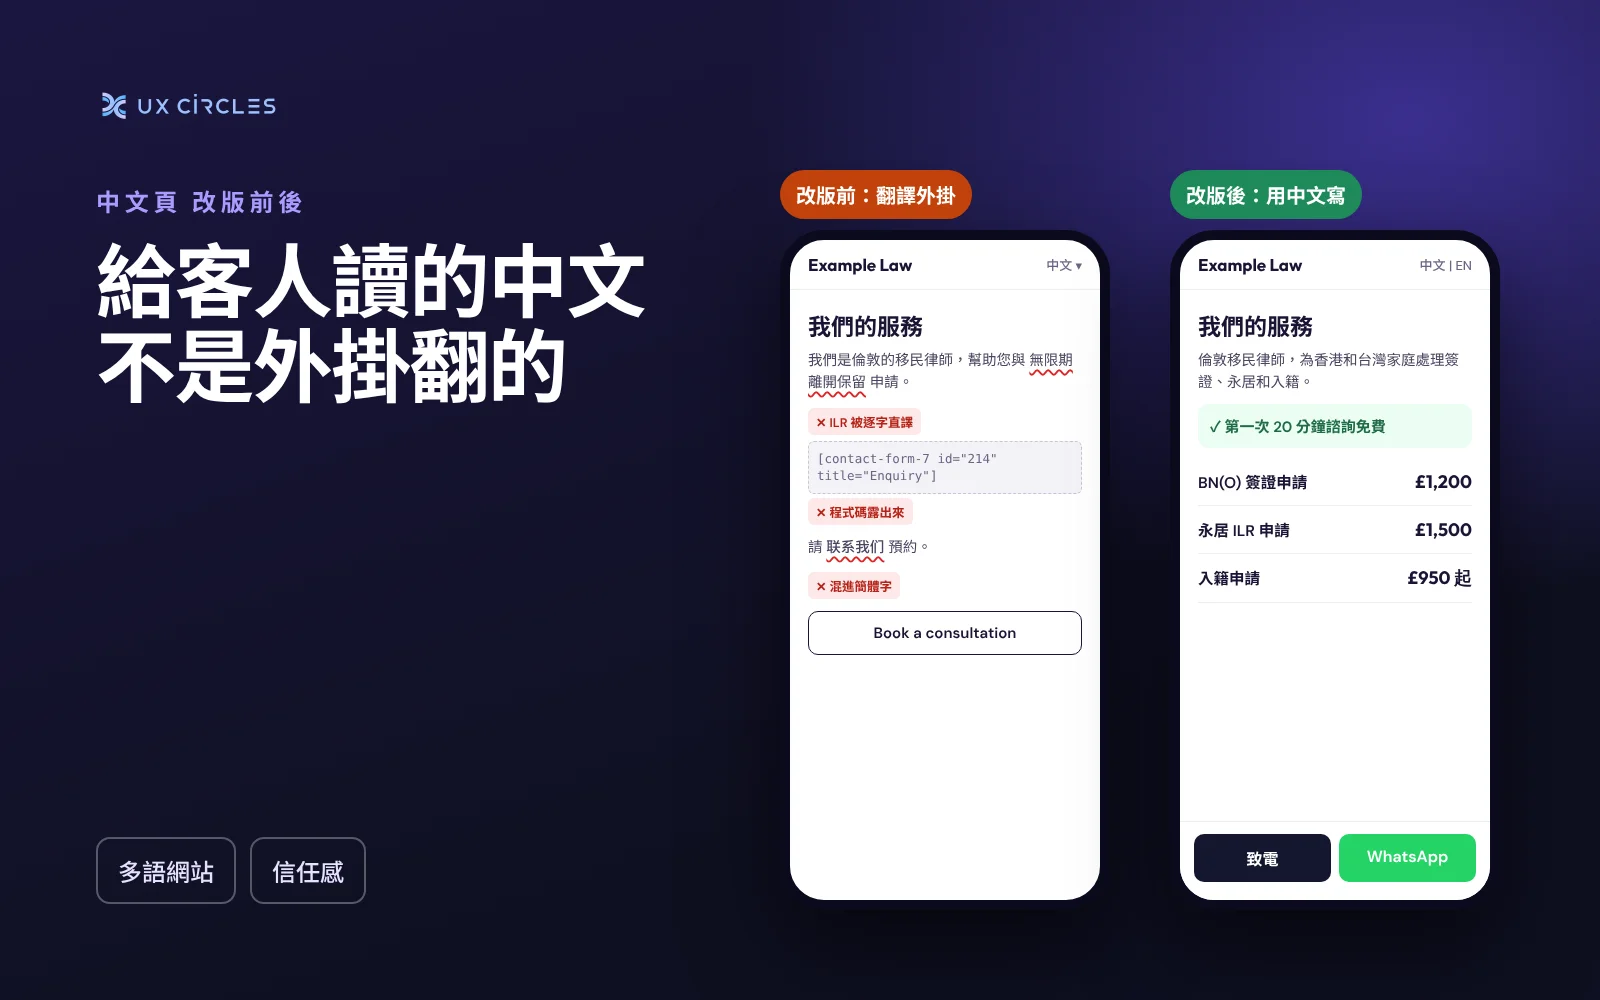 UX CIRCLES
中文頁 改版前後
給客人讀的中文
不是外掛翻的
多語網站
信任感
改版前：翻譯外掛
Example Law
中文 ▾
我們的服務
我們是倫敦的移民律師，幫助您與 無限期
離開保留 申請。
✕ ILR 被逐字直譯
[contact-form-7 id="214"
title="Enquiry"]
✕ 程式碼露出來
請 联系我们 預約。
✕ 混進簡體字
Book a consultation
改版後：用中文寫
Example Law
中文 | EN
我們的服務
倫敦移民律師，為香港和台灣家庭處理簽
證、永居和入籍。
✓ 第一次 20 分鐘諮詢免費
BN(O) 簽證申請 £1,200
永居 ILR 申請 £1,500
入籍申請 £950 起
致電
WhatsApp